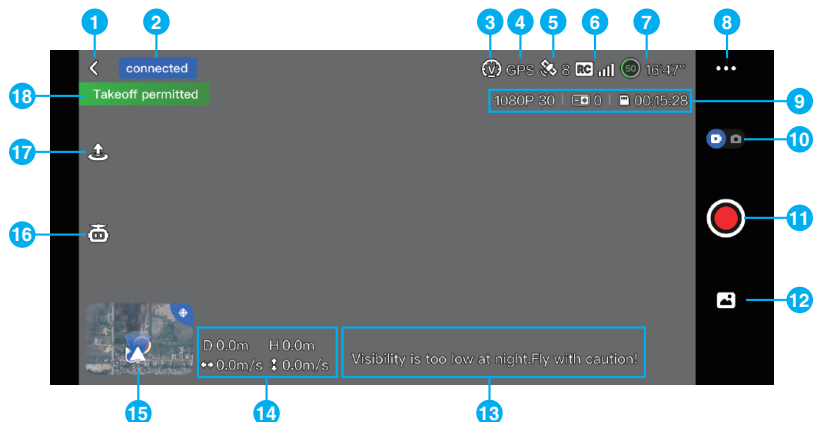 1 2 3 4 5 6 7 8
connected GPS 8 RC 50 16'47"
18 Takeoff permitted
1080P 30 | 0 | 00:15:28 9
17
10
16
11
12
D 0.0m H 0.0m
0.0m/s 0.0m/s
Visibility is too low at night.Fly with caution!
15 14 13